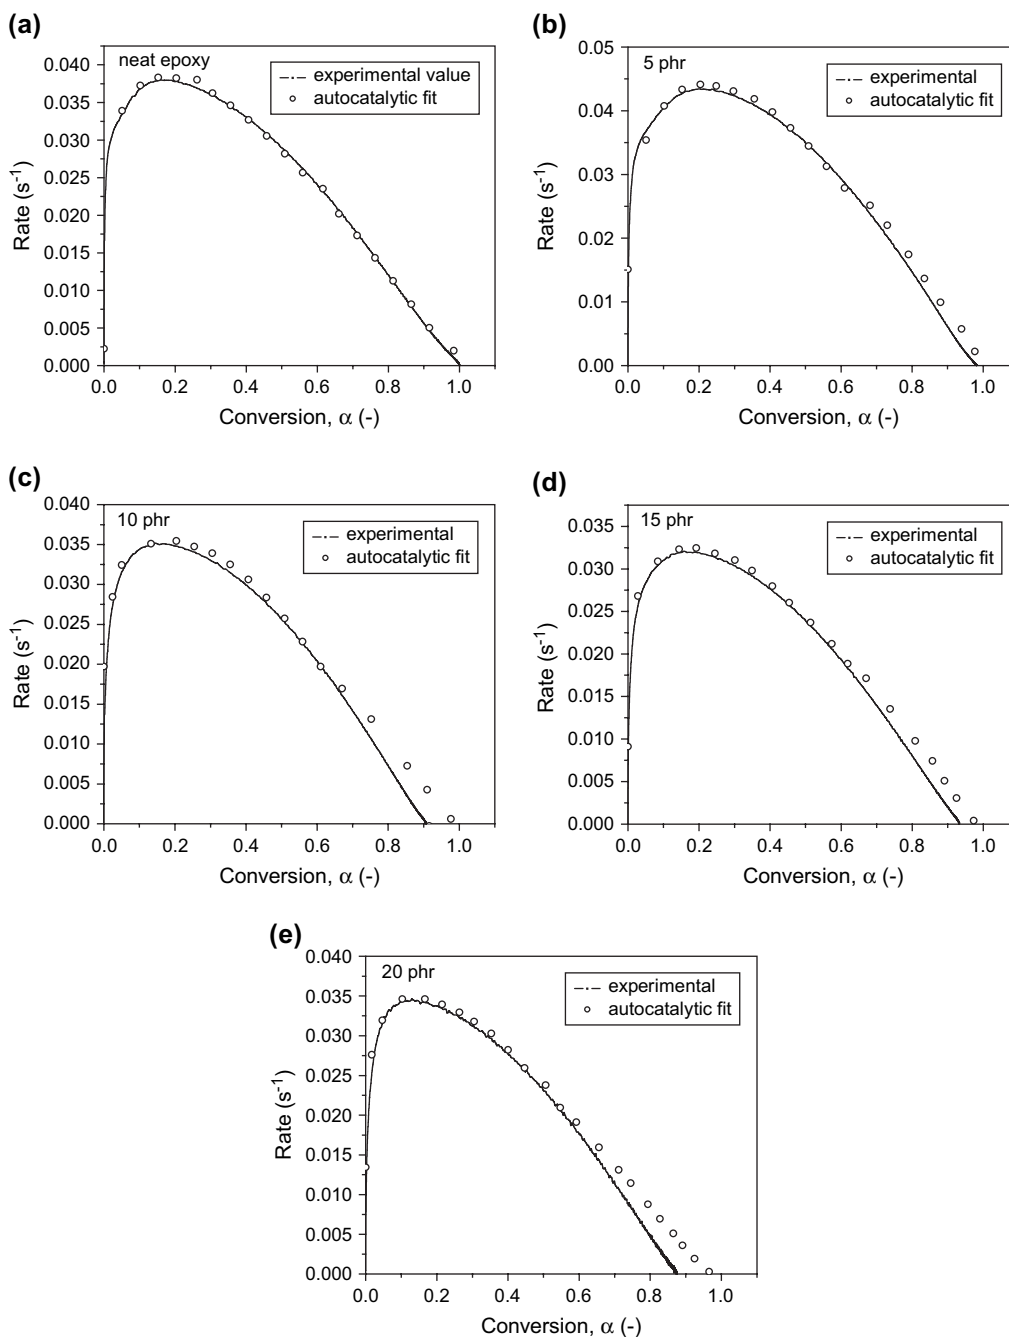 (a)
neat epoxy
experimental value
autocatalytic fit
0.040
0.035
0.030
0.025
0.020
0.015
0.010
0.005
0.000
Rate (s⁻¹)
0.0 0.2 0.4 0.6 0.8 1.0
Conversion, α (-)
(b)
5 phr
experimental
autocatalytic fit
0.05
0.04
0.03
0.02
0.01
0.00
Rate (s⁻¹)
0.0 0.2 0.4 0.6 0.8 1.0
Conversion, α (-)
(c)
10 phr
experimental
autocatalytic fit
0.040
0.035
0.030
0.025
0.020
0.015
0.010
0.005
0.000
Rate (s⁻¹)
0.0 0.2 0.4 0.6 0.8 1.0
Conversion, α (-)
(d)
15 phr
experimental
autocatalytic fit
0.035
0.030
0.025
0.020
0.015
0.010
0.005
0.000
Rate (s⁻¹)
0.0 0.2 0.4 0.6 0.8 1.0
Conversion, α (-)
(e)
20 phr
experimental
autocatalytic fit
0.040
0.035
0.030
0.025
0.020
0.015
0.010
0.005
0.000
Rate (s⁻¹)
0.0 0.2 0.4 0.6 0.8 1.0
Conversion, α (-)